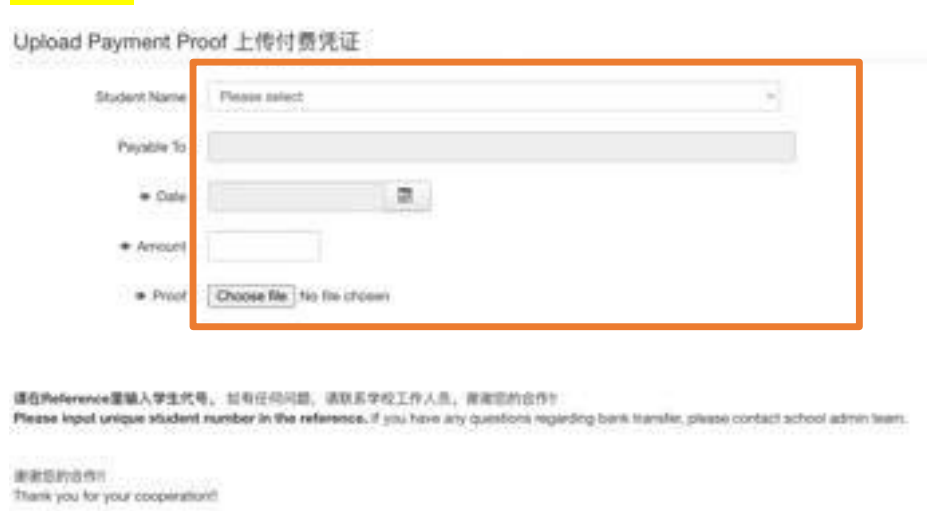 Upload Payment Proof 上传付费凭证
Student Name Please select
Payable To
* Date
* Amount
* Proof Choose file No file chosen
请在Reference里输入学生代号。 如有任何问题，请联系学校工作人员，谢谢您的合作!!
Please input unique student number in the reference. If you have any questions regarding bank transfer, please contact school admin team.
谢谢您的合作!!
Thank you for your cooperation!!